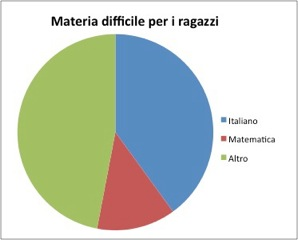 Materia difficile per i ragazzi
Italiano
Matematica
Altro